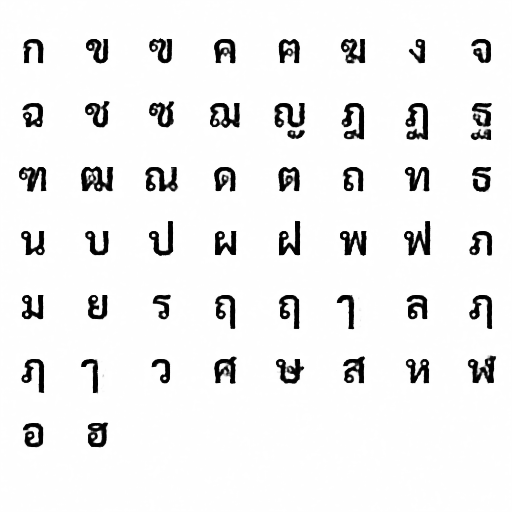 ก ข ฃ ค ฅ ฆ ง จ
ฉ ช ซ ฌ ญ ฎ ฏ ฐ
ฑ ฒ ณ ด ต ถ ท ธ
น บ ป ผ ฝ พ ฟ ภ
ม ย ร ฤ ฤ ๅ ล ฦ
ฦ ๅ ว ศ ษ ส ห ฬ
อ ฮ